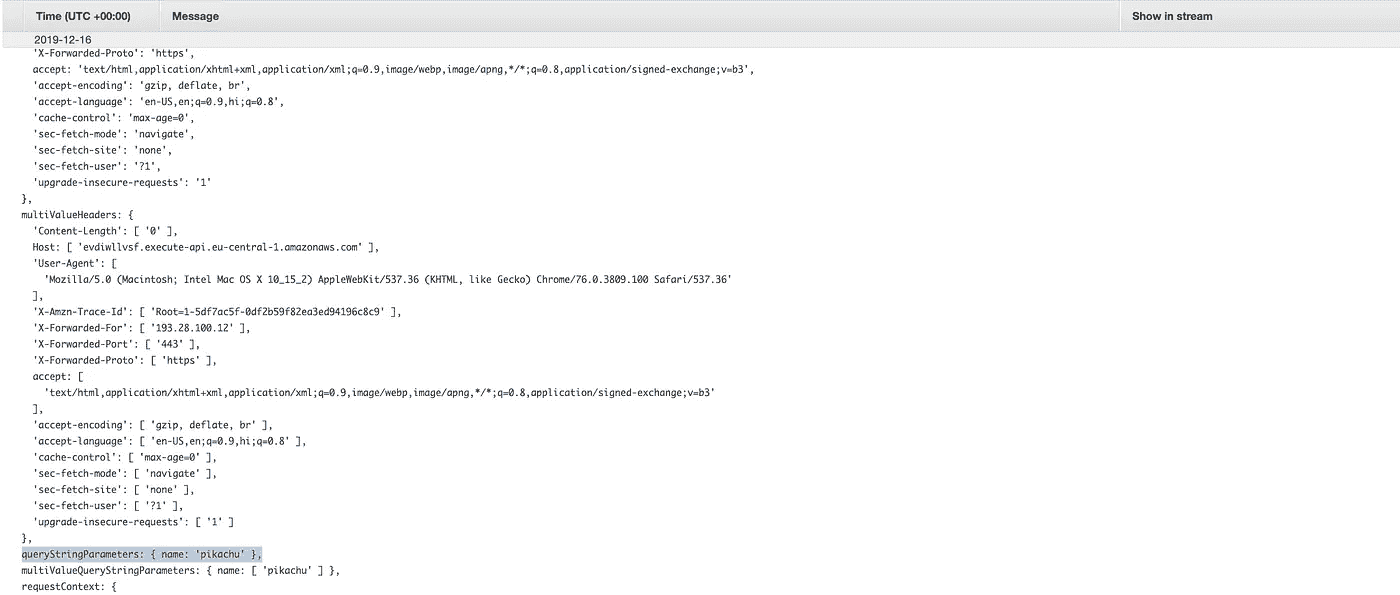 Time (UTC +00:00) Message Show in stream
2019-12-16
'X-Forwarded-Proto': 'https',
accept: 'text/html,application/xhtml+xml,application/xml;q=0.9,image/webp,image/apng,*/*;q=0.8,application/signed-exchange;v=b3',
'accept-encoding': 'gzip, deflate, br',
'accept-language': 'en-US,en;q=0.9,hi;q=0.8',
'cache-control': 'max-age=0',
'sec-fetch-mode': 'navigate',
'sec-fetch-site': 'none',
'sec-fetch-user': '?1',
'upgrade-insecure-requests': '1'
},
multiValueHeaders: {
'Content-Length': [ '0' ],
Host: [ 'evdiwllvsf.execute-api.eu-central-1.amazonaws.com' ],
'User-Agent': [
'Mozilla/5.0 (Macintosh; Intel Mac OS X 10_15_2) AppleWebKit/537.36 (KHTML, like Gecko) Chrome/76.0.3809.100 Safari/537.36'
],
'X-Amzn-Trace-Id': [ 'Root=1-5df7ac5f-0df2b59f82ea3ed94196c8c9' ],
'X-Forwarded-For': [ '193.28.100.12' ],
'X-Forwarded-Port': [ '443' ],
'X-Forwarded-Proto': [ 'https' ],
accept: [
'text/html,application/xhtml+xml,application/xml;q=0.9,image/webp,image/apng,*/*;q=0.8,application/signed-exchange;v=b3'
],
'accept-encoding': [ 'gzip, deflate, br' ],
'accept-language': [ 'en-US,en;q=0.9,hi;q=0.8' ],
'cache-control': [ 'max-age=0' ],
'sec-fetch-mode': [ 'navigate' ],
'sec-fetch-site': [ 'none' ],
'sec-fetch-user': [ '?1' ],
'upgrade-insecure-requests': [ '1' ]
},
queryStringParameters: { name: 'pikachu' },
multiValueQueryStringParameters: { name: [ 'pikachu' ] },
requestContext: {